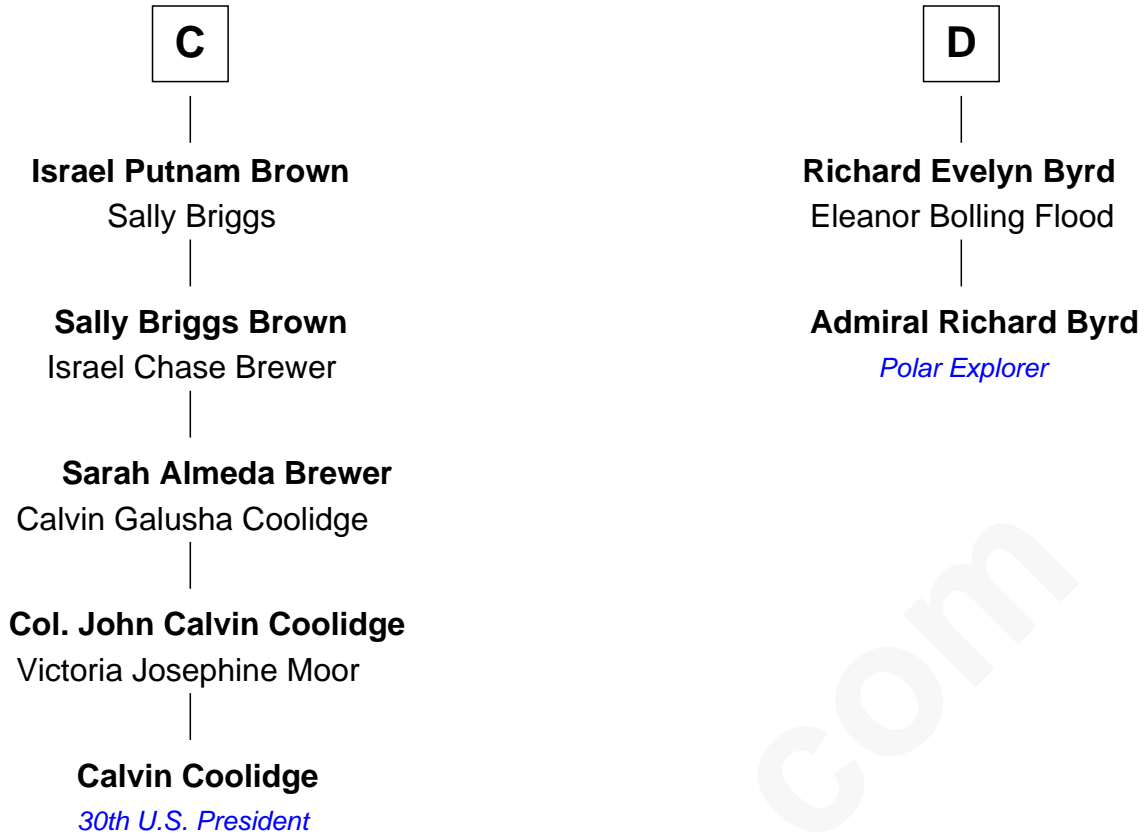 C
Israel Putnam Brown
Sally Briggs
Sally Briggs Brown
Israel Chase Brewer
Sarah Almeda Brewer
Calvin Galusha Coolidge
Col. John Calvin Coolidge
Victoria Josephine Moor
Calvin Coolidge
30th U.S. President
D
Richard Evelyn Byrd
Eleanor Bolling Flood
Admiral Richard Byrd
Polar Explorer
com